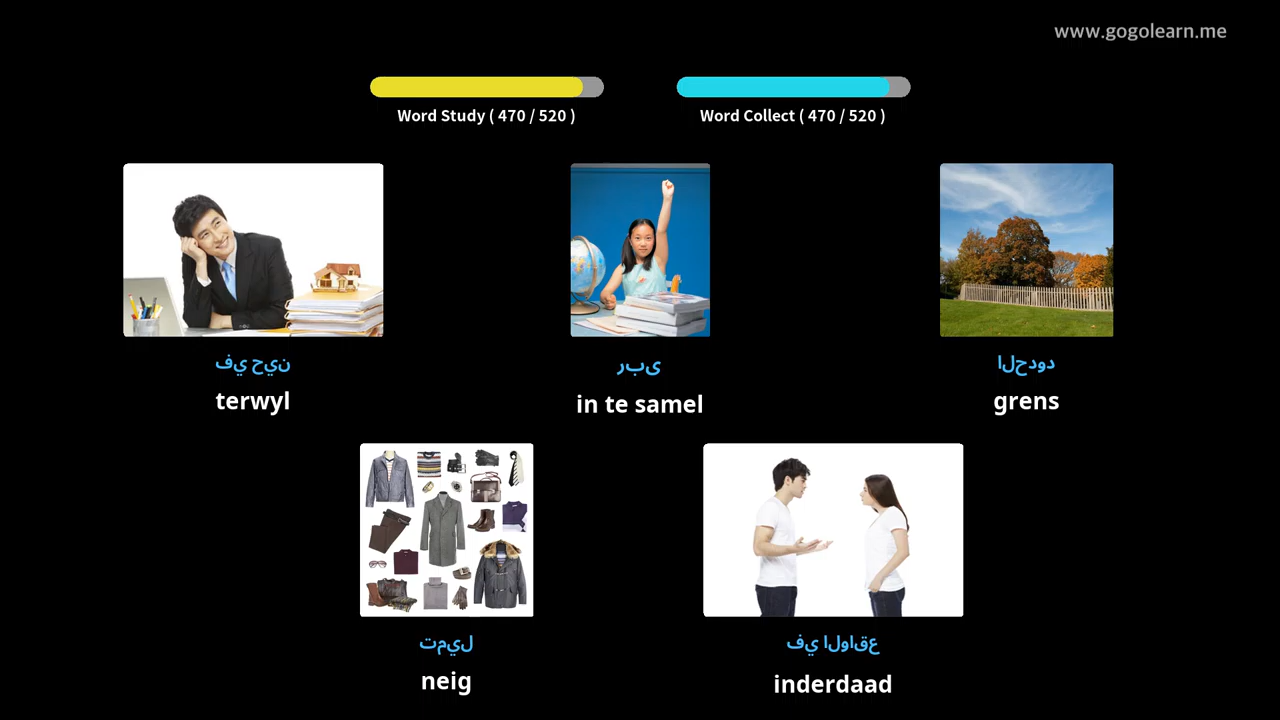 www.gogolearn.me
Word Study ( 470 / 520 )
Word Collect ( 470 / 520 )
في حين
terwyl
ربى
in te samel
الحدود
grens
تميل
neig
في الواقع
inderdaad